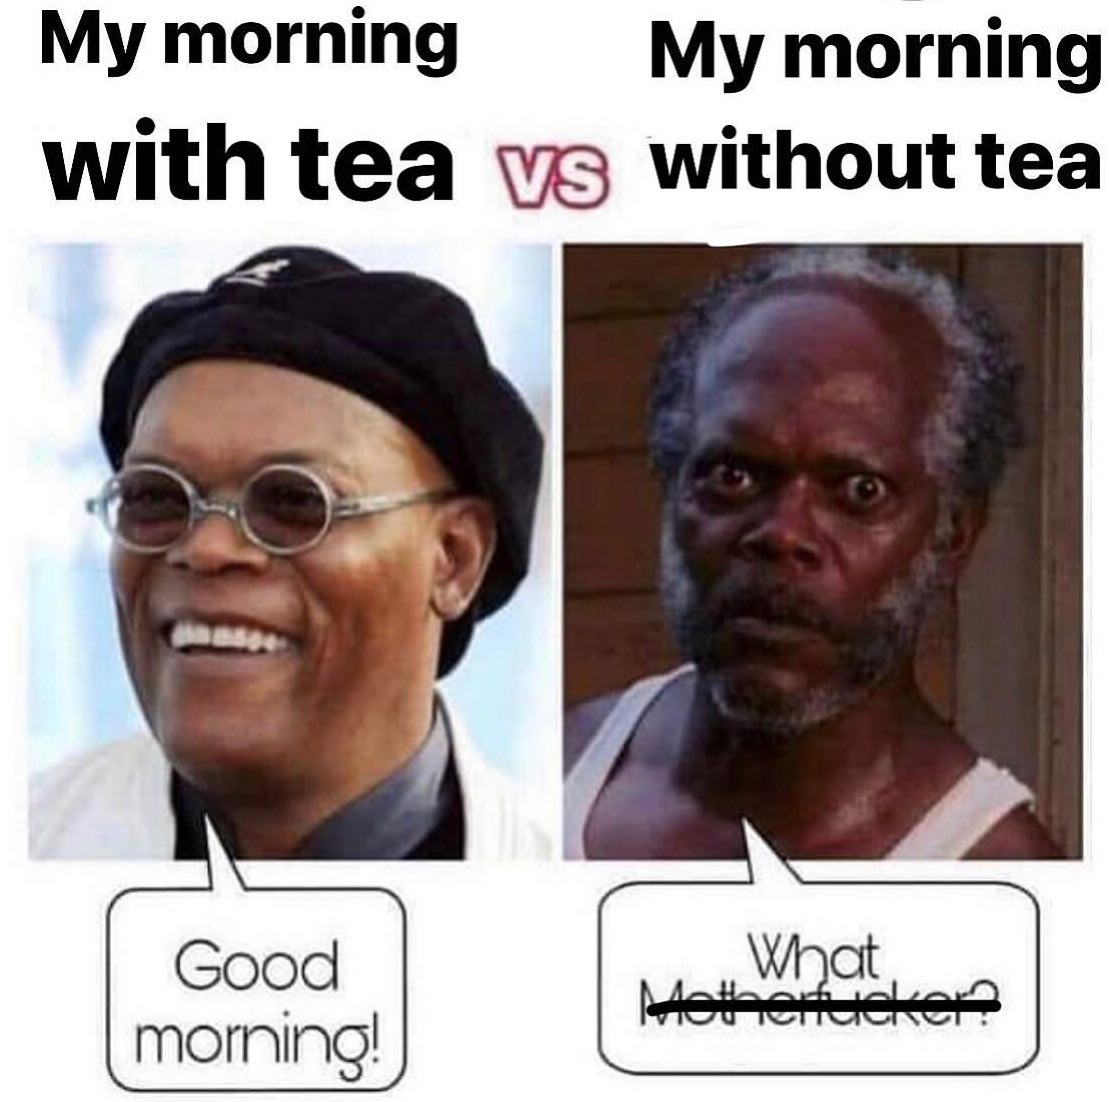 My morning
with tea
vs
My morning
without tea
Good
morning!
What
Motherfucker?